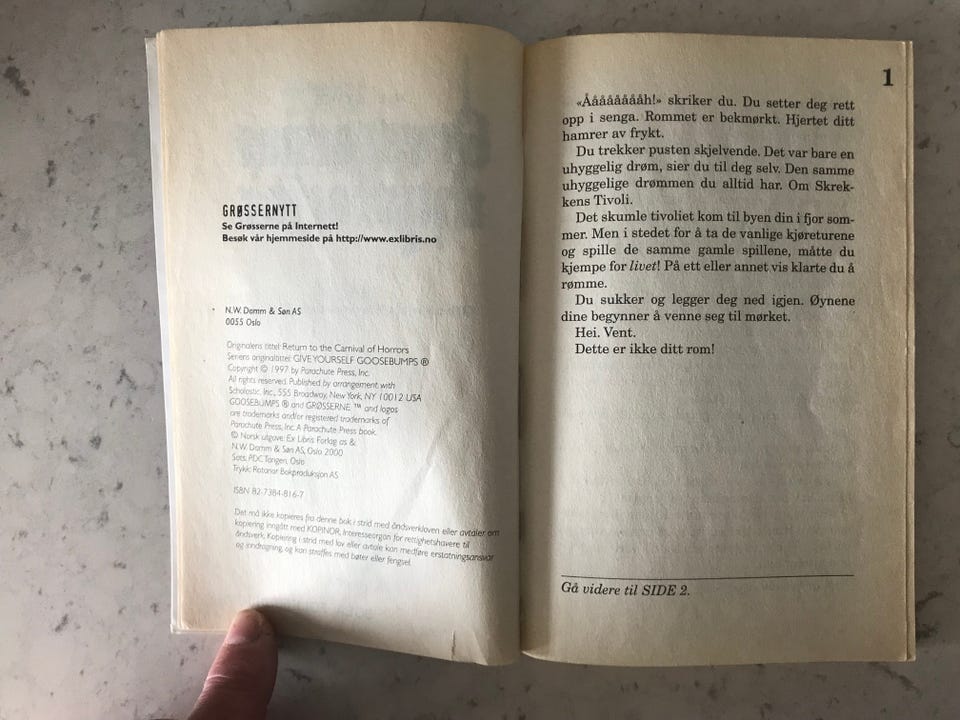 GRØSSERNYTT
Se Grøsserne på Internett!
Besøk vår hjemmeside på http://www.exlibris.no
N.W. Damm & Søn AS
0055 Oslo
Originalens tittel: Return to the Carnival of Horrors
Seriens originaltittel: GIVE YOURSELF GOOSEBUMPS ®
Copyright © 1997 by Parachute Press, Inc.
All rights reserved. Published by arrangement with
Scholastic Inc., 555 Broadway, New York, NY 10012 USA
GOOSEBUMPS ® and GRØSSERNE ™ and logos
are trademarks and/or registered trademarks of
Parachute Press, Inc. A Parachute Press book.
© Norsk utgave: Ex Libris Forlag as &
N.W. Damm & Søn AS, Oslo 2000
Sats: PDC Tangen, Oslo
Trykk: Rotanor Bokproduksjon AS
ISBN 82-7384-816-7
Det må ikke kopieres fra denne bok i strid med åndsverkloven eller avtaler om
kopiering inngått med KOPINOR, Interesseorgan for rettighetshavere til
åndsverk. Kopiering i strid med lov eller avtale kan medføre erstatningsansvar
og inndragning, og kan straffes med bøter eller fengsel.
1
«Åååååååh!» skriker du. Du setter deg rett
opp i senga. Rommet er bekmørkt. Hjertet ditt
hamrer av frykt.
Du trekker pusten skjelvende. Det var bare en
uhyggelig drøm, sier du til deg selv. Den samme
uhyggelige drømmen du alltid har. Om Skrek-
kens Tivoli.
Det skumle tivoliet kom til byen din i fjor som-
mer. Men i stedet for å ta de vanlige kjøreturene
og spille de samme gamle spillene, måtte du
kjempe for livet! På ett eller annet vis klarte du å
rømme.
Du sukker og legger deg ned igjen. Øynene
dine begynner å venne seg til mørket.
Hei. Vent.
Dette er ikke ditt rom!
Gå videre til SIDE 2.